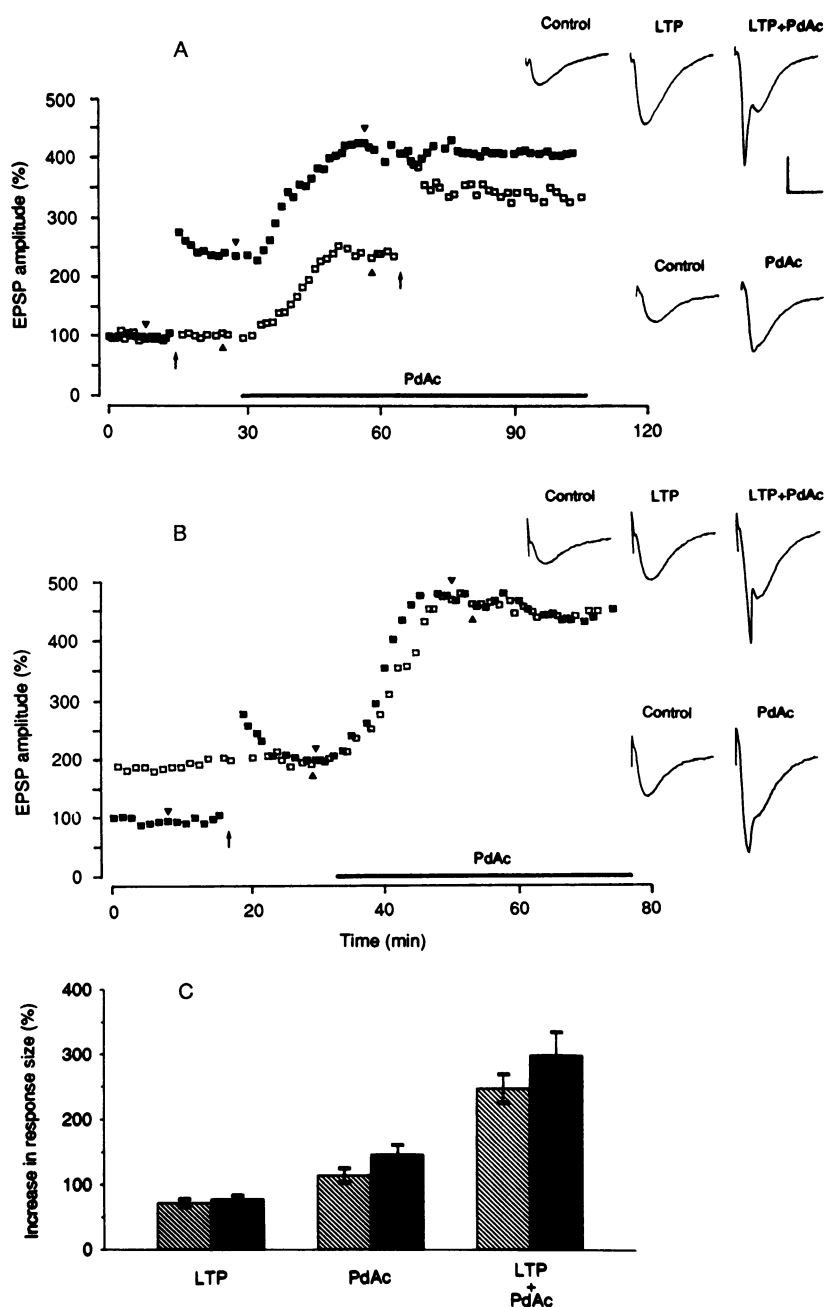 A
Control LTP LTP+PdAc
500
400
300
200
100
0
EPSP amplitude (%)
Control PdAc
PdAc
0 30 60 90 120
B
Control LTP LTP+PdAc
500
400
300
200
100
0
EPSP amplitude (%)
Control PdAc
PdAc
0 20 40 60 80
Time (min)
C
400
300
200
100
0
Increase in response size (%)
LTP PdAc LTP
+
PdAc